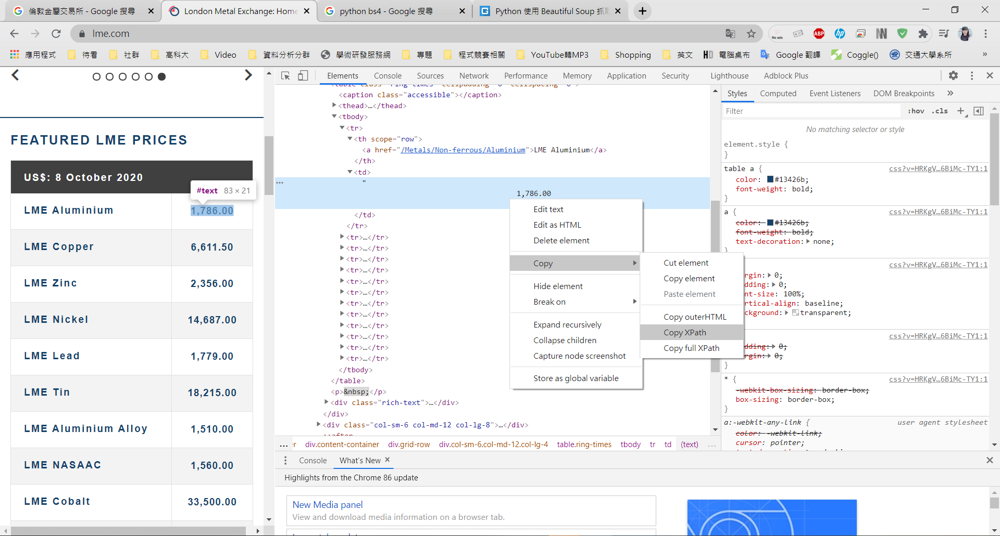 倫敦金屬交易所 - Google 搜尋
London Metal Exchange: Home
python bs4 - Google 搜尋
Python 使用 Beautiful Soup 抓取
lme.com
No ads
ABP
hp
應用程式
待看
社群
高科大
Video
資料分析分群
學術研發服務網
專題
程式競賽相關
YouTube轉MP3
Shopping
英文
HD 電腦桌布
Google 翻譯
Coggle()
交通大學系所
»
FEATURED LME PRICES
US$: 8 October 2020
#text 83 × 21
LME Aluminium 1,786.00
LME Copper 6,611.50
LME Zinc 2,356.00
LME Nickel 14,687.00
LME Lead 1,779.00
LME Tin 18,215.00
LME Aluminium Alloy 1,510.00
LME NASAAC 1,560.00
LME Cobalt 33,500.00
Elements Console Sources Network Performance Memory Application Security Lighthouse Adblock Plus
<table class="ring-times" cellpadding="0" cellspacing="0">
<caption class="accessible"></caption>
<thead>…</thead>
<tbody>
<tr>
<th scope="row">
<a href="/Metals/Non-ferrous/Aluminium">LME Aluminium</a>
</th>
<td>
"
1,786.00
</td>
</tr>
<tr>…</tr>
<tr>…</tr>
<tr>…</tr>
<tr>…</tr>
<tr>…</tr>
<tr>…</tr>
<tr>…</tr>
<tr>…</tr>
<tr>…</tr>
<tr>…</tr>
<tr>…</tr>
<tr>…</tr>
</tbody>
</table>
<p>&nbsp;</p>
<div class="rich-text">…</div>
</div>
<div class="col-sm-6 col-md-12 col-lg-8">…</div>
::after
Edit text
Edit as HTML
Delete element
Copy
Hide element
Break on
Expand recursively
Collapse children
Capture node screenshot
Store as global variable
Cut element
Copy element
Paste element
Copy outerHTML
Copy XPath
Copy full XPath
... r div.content-container div.grid-row div.col-sm-6.col-md-12.col-lg-4 table.ring-times tbody tr td (text) ...
Styles Computed Event Listeners DOM Breakpoints »
Filter :hov .cls +
No matching selector or style
element.style {
}
table a { css?v=HRKgV…6BiMc-TY1:1
color: #13426b;
font-weight: bold;
}
a { css?v=HRKgV…6BiMc-TY1:1
color: #13426b;
font-weight: bold;
text-decoration: none;
}
css?v=HRKgV…6BiMc-TY1:1
rgin: 0;
dding: 0;
nt-size: 100%;
rtical-align: baseline;
ckground: transparent;
css?v=HRKgV…6BiMc-TY1:1
dding: 0;
rgin: 0;
}
* { css?v=HRKgV…6BiMc-TY1:1
-webkit-box-sizing: border-box;
box-sizing: border-box;
}
a:-webkit-any-link { user agent stylesheet
color: -webkit-link;
cursor: pointer;
Console What's New
Highlights from the Chrome 86 update
New Media panel
View and download media information on a browser tab.